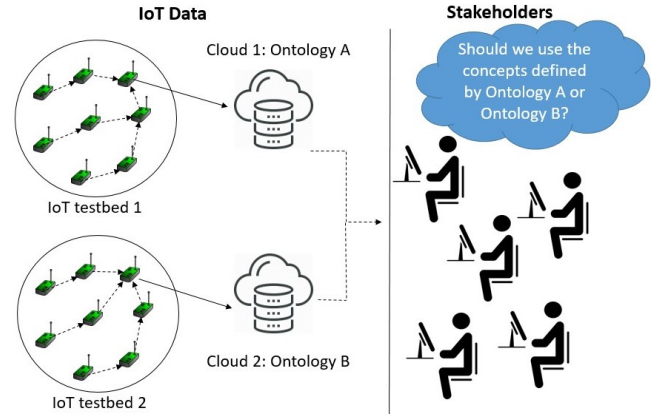 IoT Data
Stakeholders
Cloud 1: Ontology A
Should we use the
concepts defined
by Ontology A or
Ontology B?
IoT testbed 1
Cloud 2: Ontology B
IoT testbed 2